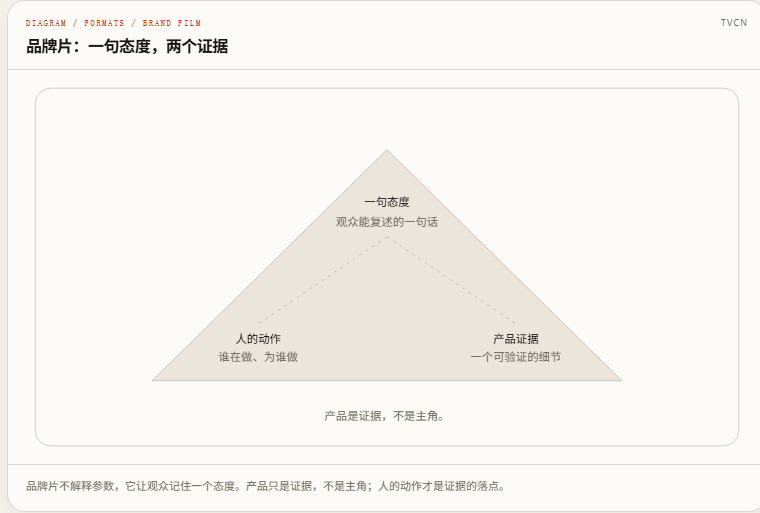 DIAGRAM / FORMATS / BRAND FILM
TVCN
品牌片：一句态度，两个证据
一句态度
观众能复述的一句话
人的动作
产品证据
谁在做、为谁做
一个可验证的细节
产品是证据，不是主角。
品牌片不解释参数，它让观众记住一个态度。产品只是证据，不是主角；人的动作才是证据的落点。